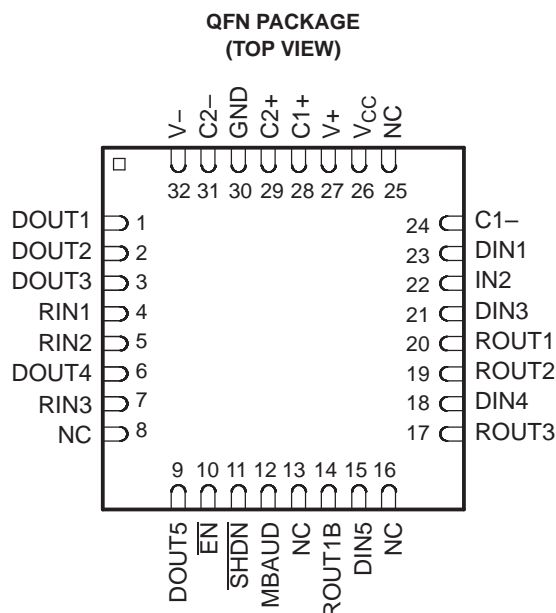 QFN PACKAGE
(TOP VIEW)
V–
C2–
GND
C2+
C1+
V+
VCC
NC
32 31 30 29 28 27 26 25
DOUT1 1
DOUT2 2
DOUT3 3
RIN1 4
RIN2 5
DOUT4 6
RIN3 7
NC 8
24 C1–
23 DIN1
22 IN2
21 DIN3
20 ROUT1
19 ROUT2
18 DIN4
17 ROUT3
9 10 11 12 13 14 15 16
DOUT5
EN
SHDN
MBAUD
NC
ROUT1B
DIN5
NC